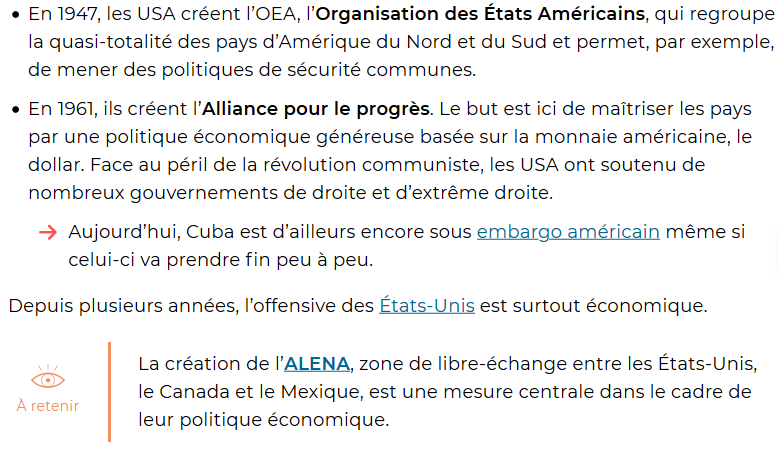 • En 1947, les USA créent l’OEA, l’Organisation des États Américains, qui regroupe
la quasi-totalité des pays d’Amérique du Nord et du Sud et permet, par exemple,
de mener des politiques de sécurité communes.
• En 1961, ils créent l’Alliance pour le progrès. Le but est ici de maîtriser les pays
par une politique économique généreuse basée sur la monnaie américaine, le
dollar. Face au péril de la révolution communiste, les USA ont soutenu de
nombreux gouvernements de droite et d’extrême droite.
→ Aujourd’hui, Cuba est d’ailleurs encore sous embargo américain même si
celui-ci va prendre fin peu à peu.
Depuis plusieurs années, l’offensive des États-Unis est surtout économique.
À retenir
La création de l’ALENA, zone de libre-échange entre les États-Unis,
le Canada et le Mexique, est une mesure centrale dans le cadre de
leur politique économique.